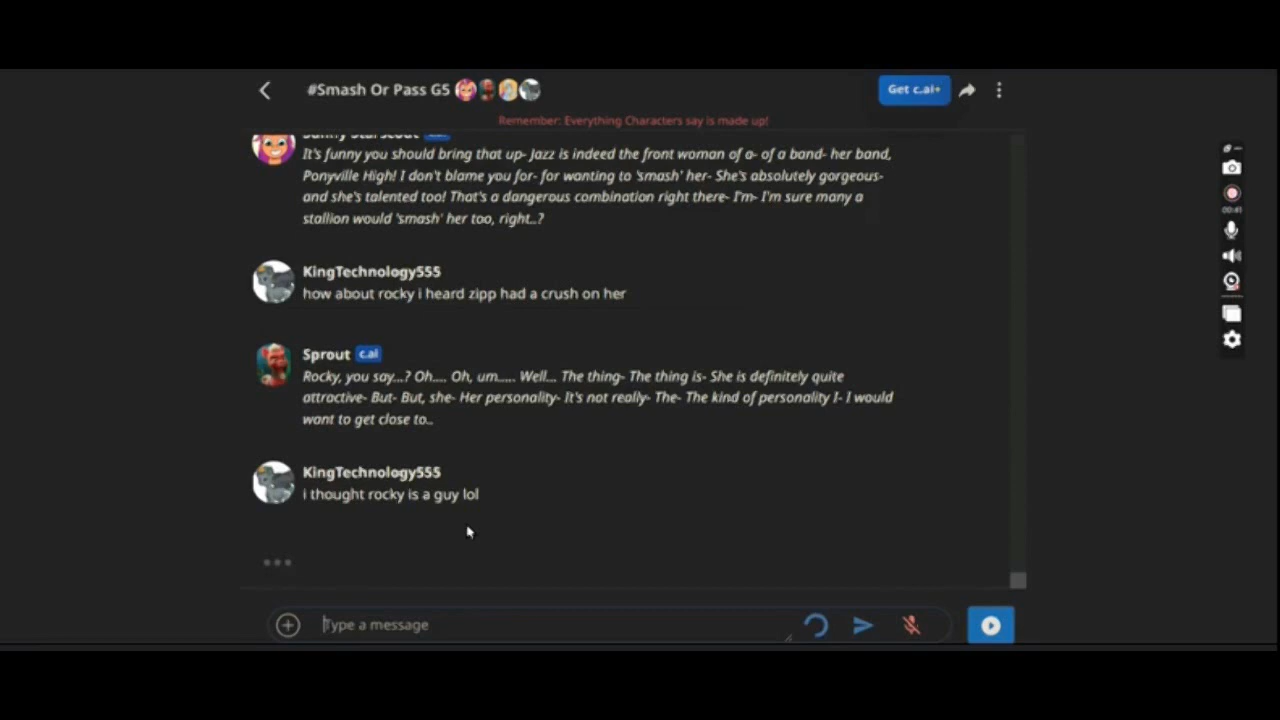 #Smash Or Pass G5
Get c.ai+
Remember: Everything Characters say is made up!
Sunny Starscout c.ai
It's funny you should bring that up- Jazz is indeed the front woman of a- of a band- her band,
Ponyville High! I don't blame you for- for wanting to 'smash' her- She's absolutely gorgeous-
and she's talented too! That's a dangerous combination right there- I'm- I'm sure many a
stallion would 'smash' her too, right..?
KingTechnology555
how about rocky i heard zipp had a crush on her
Sprout c.ai
Rocky, you say...? Oh.... Oh, um..... Well... The thing- The thing is- She is definitely quite
attractive- But- But, she- Her personality- It's not really- The- The kind of personality I- I would
want to get close to..
KingTechnology555
i thought rocky is a guy lol
Type a message
00:41